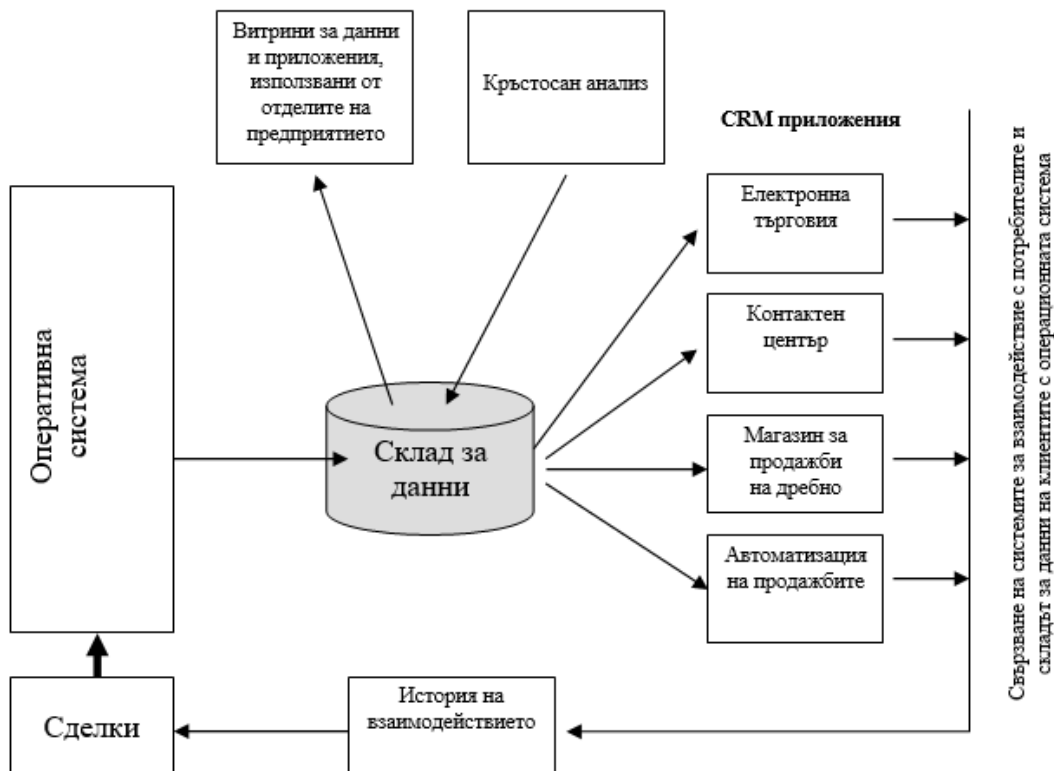 Витрини за данни
и приложения,
използвани от
отделите на
предприятието
Кръстосан анализ
CRM приложения
Електронна
търговия
Контактен
център
Магазин за
продажби
на дребно
Автоматизация
на продажбите
Оперативна
система
Склад за
данни
Сделки
История на
взаимодействието
Свързване на системите за взаимодействие с потребителите и
складът за данни на клиентите с операционната система